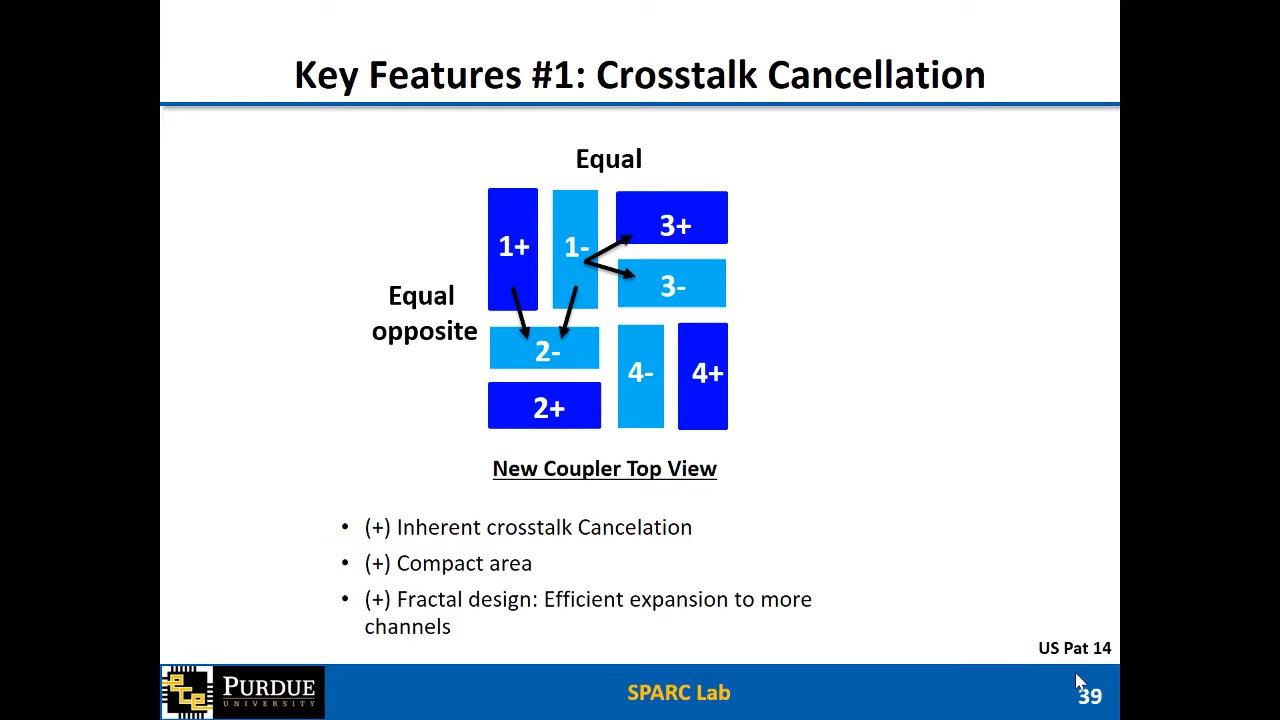 Key Features #1: Crosstalk Cancellation
Equal
1+
1-
3+
3-
Equal
opposite
2-
4-
4+
2+
New Coupler Top View
• (+) Inherent crosstalk Cancelation
• (+) Compact area
• (+) Fractal design: Efficient expansion to more
channels
US Pat 14
ece
PURDUE
UNIVERSITY
SPARC Lab
39